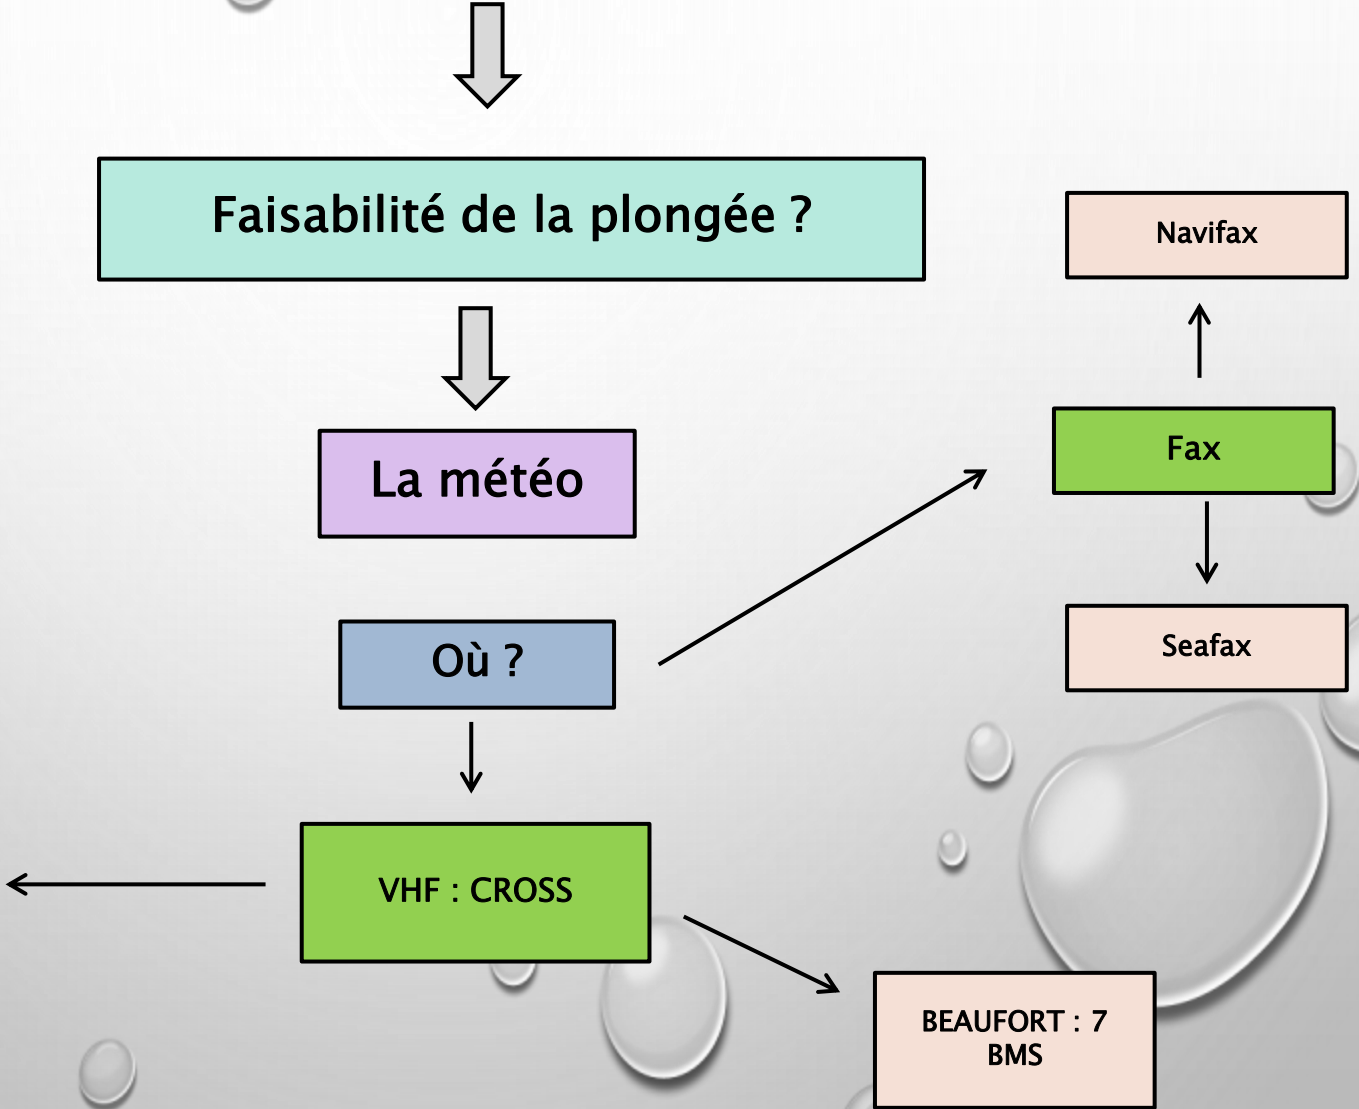 Faisabilité de la plongée ?
Navifax
La météo
Fax
Où ?
Seafax
VHF : CROSS
BEAUFORT : 7
BMS